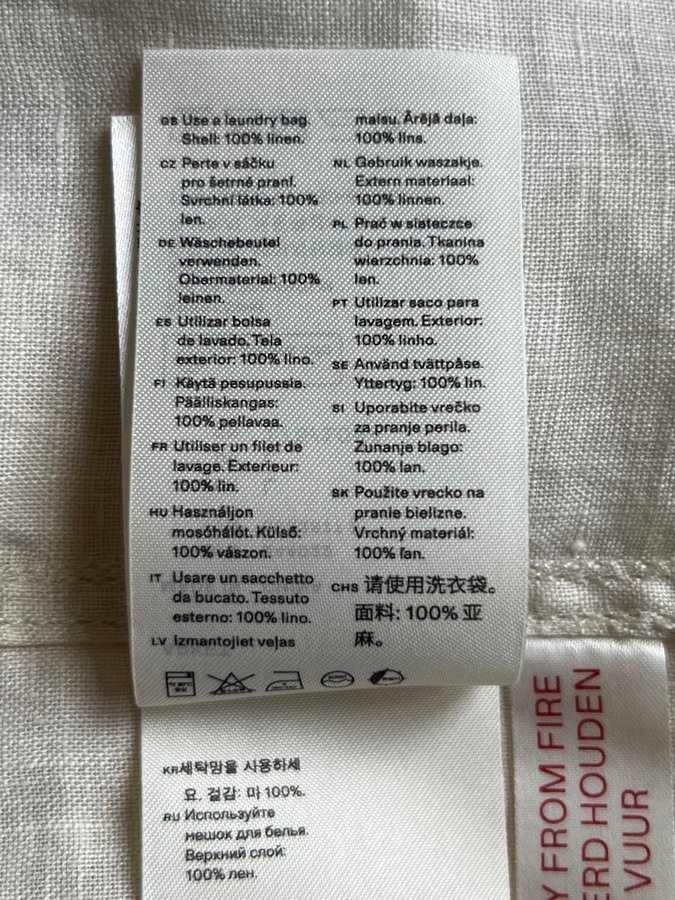 GB Use a laundry bag.
Shell: 100% linen.
CZ Perte v sáčku
pro šetrné praní.
Svrchní látka: 100%
len.
DE Wäschebeutel
verwenden.
Obermaterial: 100%
leinen.
ES Utilizar bolsa
de lavado. Tela
exterior: 100% lino.
FI Käytä pesupussia.
Päälliskangas:
100% pellavaa.
FR Utiliser un filet de
lavage. Exterieur:
100% lin.
HU Használjon
mosóhálót. Külső:
100% vászon.
IT Usare un sacchetto
da bucato. Tessuto
esterno: 100% lino.
LV Izmantojiet veļas
maisu. Ārējā daļa:
100% lins.
NL Gebruik waszakje.
Extern materiaal:
100% linnen.
PL Prać w siateczce
do prania. Tkanina
wierzchnia: 100%
len.
PT Utilizar saco para
lavagem. Exterior:
100% linho.
SE Använd tvättpåse.
Yttertyg: 100% lin.
SI Uporabite vrečko
za pranje perila.
Zunanje blago:
100% lan.
SK Použite vrecko na
pranie bielizne.
Vrchný materiál:
100% ľan.
CHS 请使用洗衣袋。
面料: 100% 亚
麻。
KR 세탁망을 사용하세
요. 겉감: 마 100%.
RU Используйте
мешок для белья.
Верхний слой:
100% лен.
Y FROM FIRE
ERD HOUDEN
VUUR